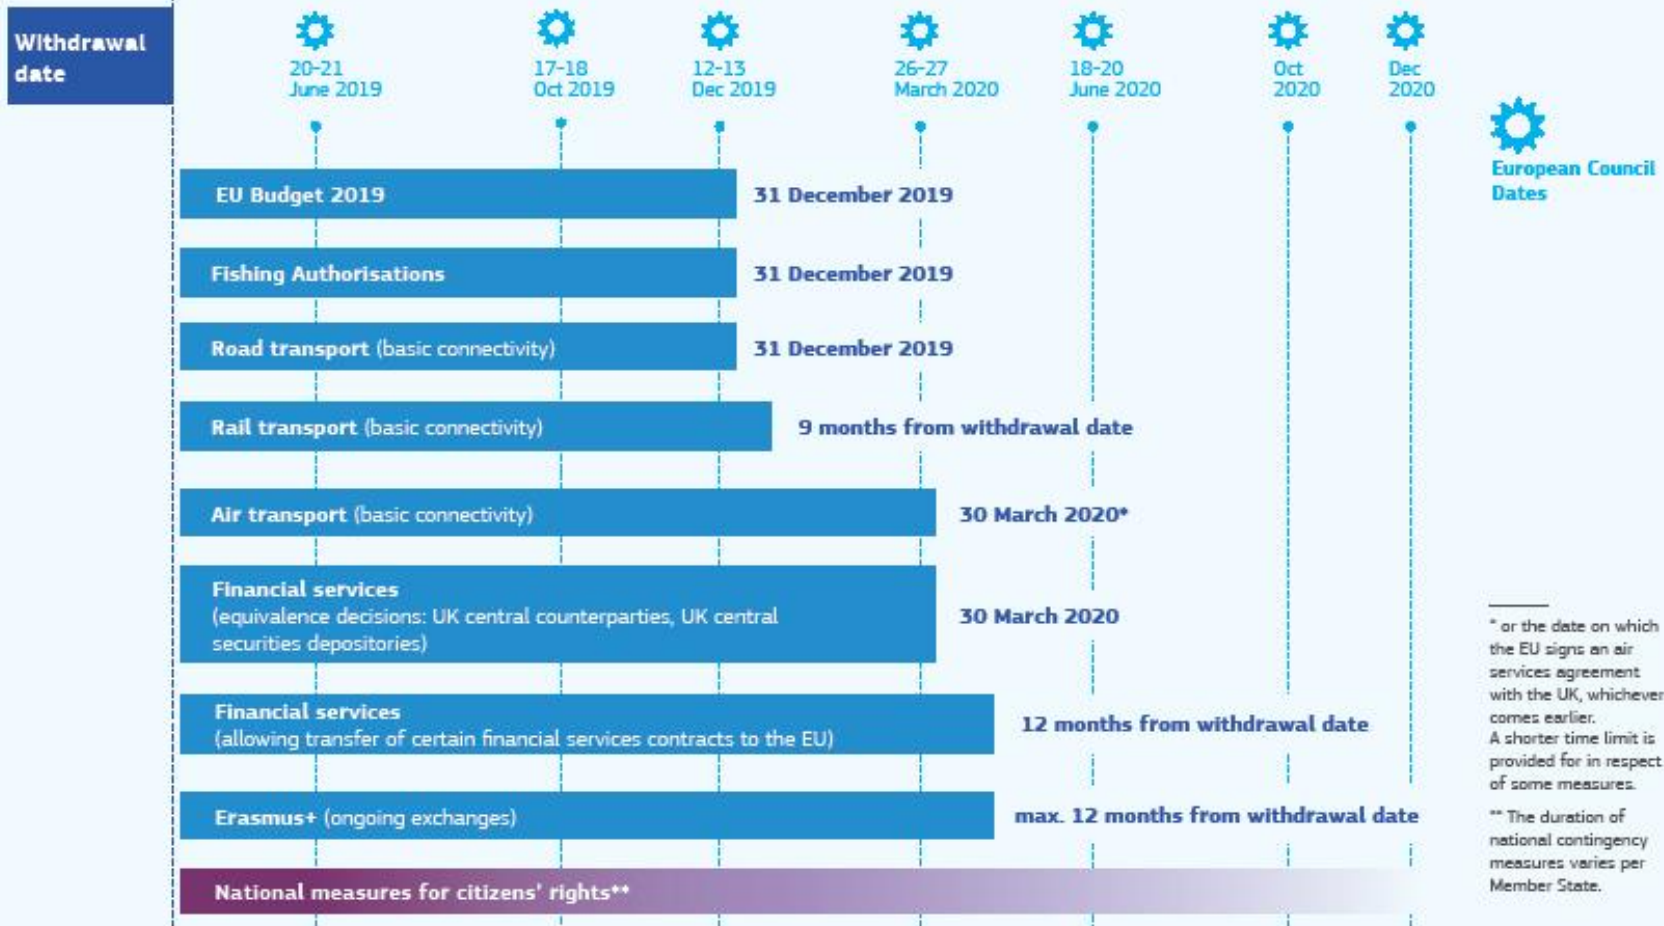 Withdrawal
date
20-21
June 2019
17-18
Oct 2019
12-13
Dec 2019
26-27
March 2020
18-20
June 2020
Oct
2020
Dec
2020
European Council
Dates
EU Budget 2019
31 December 2019
Fishing Authorisations
31 December 2019
Road transport (basic connectivity)
31 December 2019
Rail transport (basic connectivity)
9 months from withdrawal date
Air transport (basic connectivity)
30 March 2020*
Financial services
(equivalence decisions: UK central counterparties, UK central
securities depositories)
30 March 2020
Financial services
(allowing transfer of certain financial services contracts to the EU)
12 months from withdrawal date
Erasmus+ (ongoing exchanges)
max. 12 months from withdrawal date
National measures for citizens' rights**
* or the date on which
the EU signs an air
services agreement
with the UK, whichever
comes earlier.
A shorter time limit is
provided for in respect
of some measures.
** The duration of
national contingency
measures varies per
Member State.